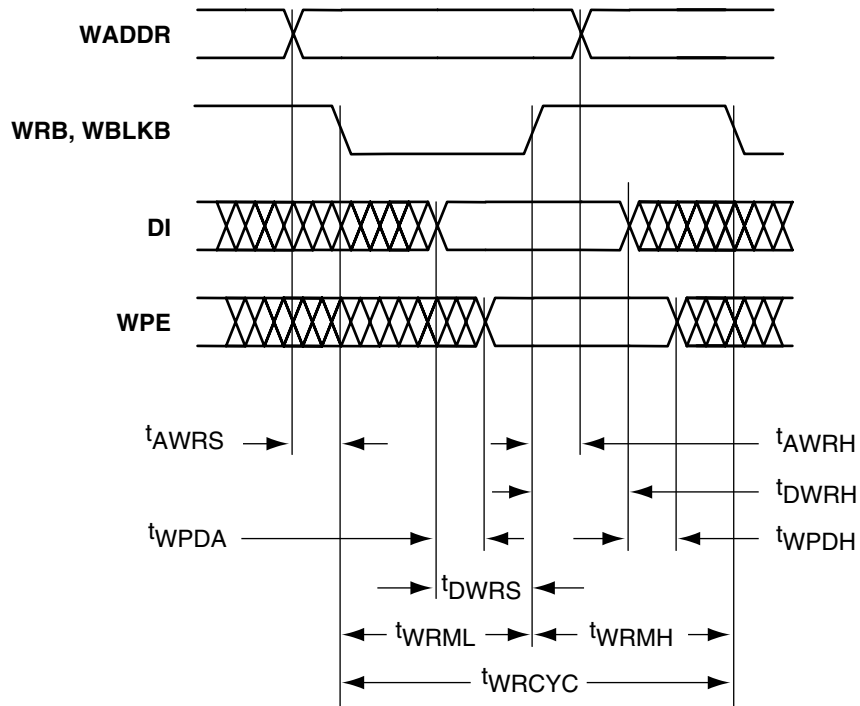 WADDR
WRB, WBLKB
DI
WPE
tAWRS
tAWRH
tDWRH
tWPDA
tWPDH
tDWRS
tWRML
tWRMH
tWRCYC